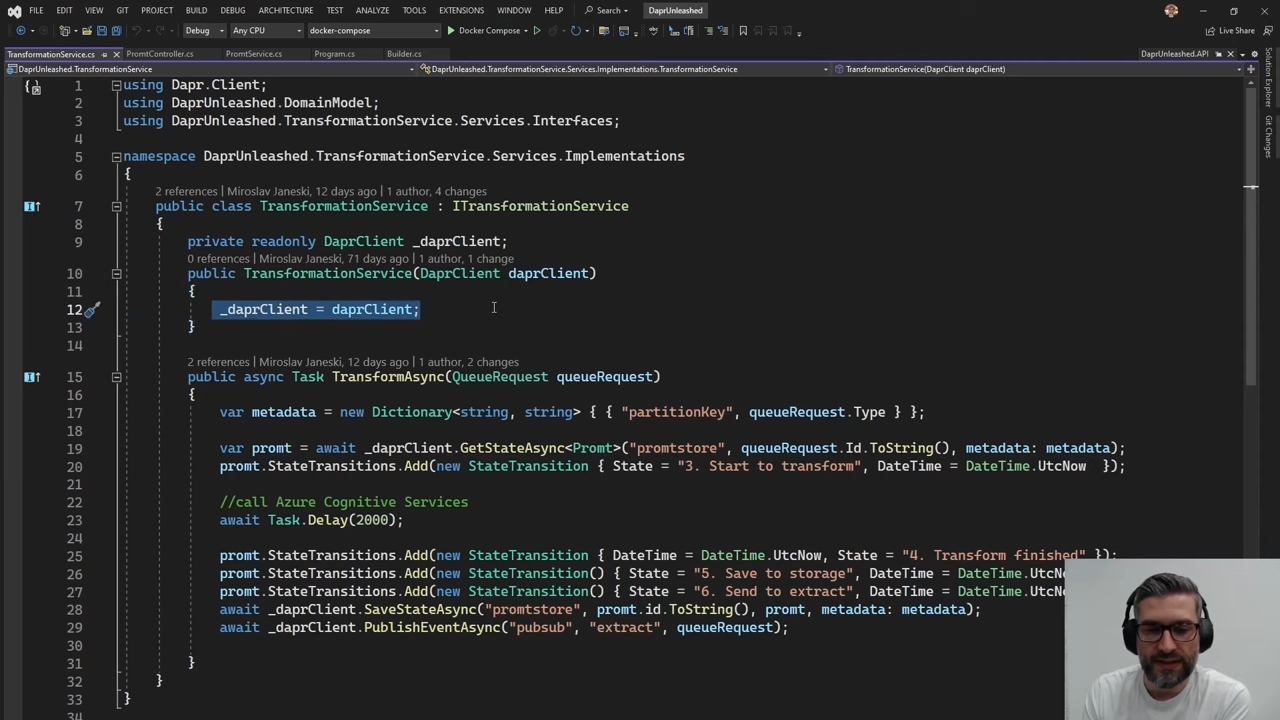 FILE EDIT VIEW GIT PROJECT BUILD DEBUG ARCHITECTURE TEST ANALYZE TOOLS EXTENSIONS WINDOW HELP Search DaprUnleashed
Debug Any CPU docker-compose Docker Compose Live Share
TransformationService.cs PromtController.cs PromtService.cs Program.cs Builder.cs DaprUnleashed.API
DaprUnleashed.TransformationService DaprUnleashed.TransformationService.Services.Implementations.TransformationService TransformationService(DaprClient daprClient)
Solution Explorer
Git Changes
1 using Dapr.Client;
2 using DaprUnleashed.DomainModel;
3 using DaprUnleashed.TransformationService.Services.Interfaces;
4
5 namespace DaprUnleashed.TransformationService.Services.Implementations
6 {
2 references | Miroslav Janeski, 12 days ago | 1 author, 4 changes
7 public class TransformationService : ITransformationService
8 {
9 private readonly DaprClient _daprClient;
0 references | Miroslav Janeski, 71 days ago | 1 author, 1 change
10 public TransformationService(DaprClient daprClient)
11 {
12 _daprClient = daprClient;
13 }
14
2 references | Miroslav Janeski, 12 days ago | 1 author, 2 changes
15 public async Task TransformAsync(QueueRequest queueRequest)
16 {
17 var metadata = new Dictionary<string, string> { { "partitionKey", queueRequest.Type } };
18
19 var promt = await _daprClient.GetStateAsync<Promt>("promtstore", queueRequest.Id.ToString(), metadata: metadata);
20 promt.StateTransitions.Add(new StateTransition { State = "3. Start to transform", DateTime = DateTime.UtcNow });
21
22 //call Azure Cognitive Services
23 await Task.Delay(2000);
24
25 promt.StateTransitions.Add(new StateTransition { DateTime = DateTime.UtcNow, State = "4. Transform finished" });
26 promt.StateTransitions.Add(new StateTransition() { State = "5. Save to storage", DateTime = DateTime.UtcNow
27 promt.StateTransitions.Add(new StateTransition() { State = "6. Send to extract", DateTime = DateTime.UtcNow
28 await _daprClient.SaveStateAsync("promtstore", promt.id.ToString(), promt, metadata: metadata);
29 await _daprClient.PublishEventAsync("pubsub", "extract", queueRequest);
30
31 }
32 }
33 }
34